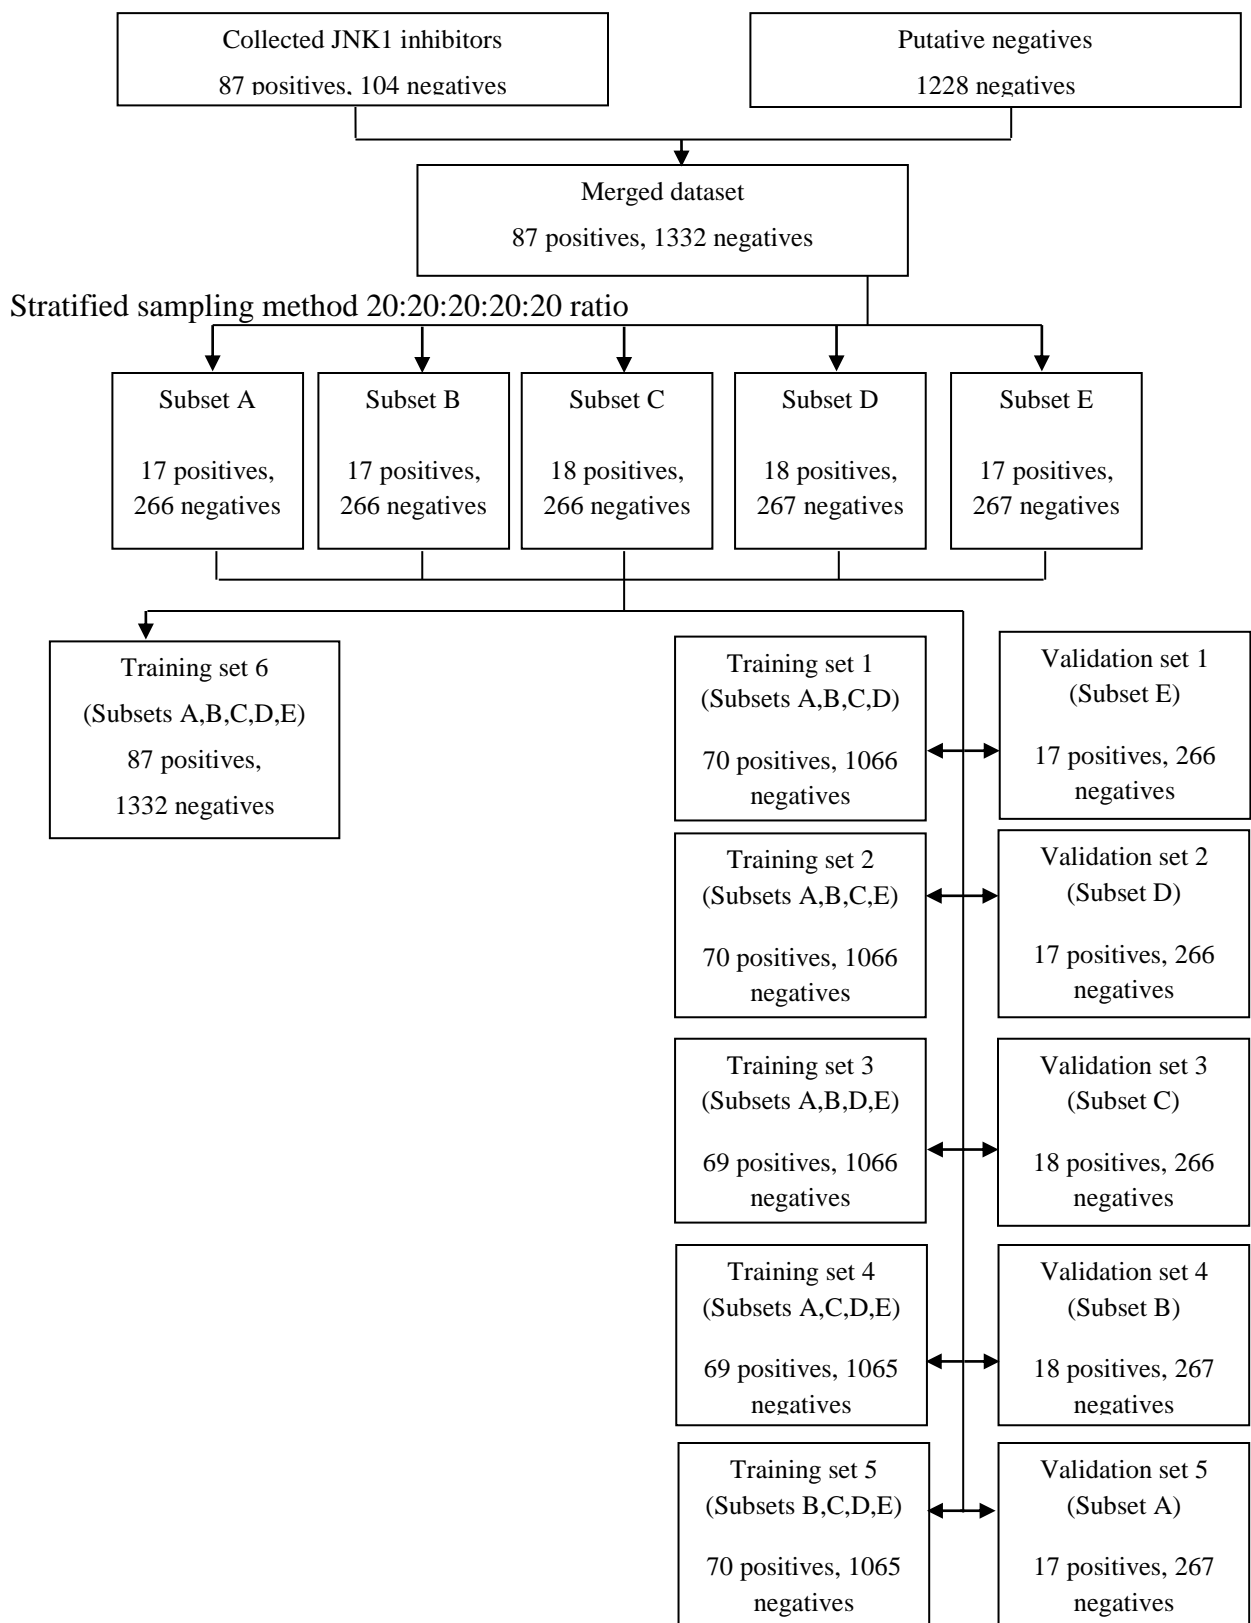 Collected JNK1 inhibitors
87 positives, 104 negatives
Putative negatives
1228 negatives
Merged dataset
87 positives, 1332 negatives
Stratified sampling method 20:20:20:20:20 ratio
Subset A
17 positives,
266 negatives
Subset B
17 positives,
266 negatives
Subset C
18 positives,
266 negatives
Subset D
18 positives,
267 negatives
Subset E
17 positives,
267 negatives
Training set 6
(Subsets A,B,C,D,E)
87 positives,
1332 negatives
Training set 1
(Subsets A,B,C,D)
70 positives, 1066
negatives
Validation set 1
(Subset E)
17 positives, 266
negatives
Training set 2
(Subsets A,B,C,E)
70 positives, 1066
negatives
Validation set 2
(Subset D)
17 positives, 266
negatives
Training set 3
(Subsets A,B,D,E)
69 positives, 1066
negatives
Validation set 3
(Subset C)
18 positives, 266
negatives
Training set 4
(Subsets A,C,D,E)
69 positives, 1065
negatives
Validation set 4
(Subset B)
18 positives, 267
negatives
Training set 5
(Subsets B,C,D,E)
70 positives, 1065
negatives
Validation set 5
(Subset A)
17 positives, 267
negatives